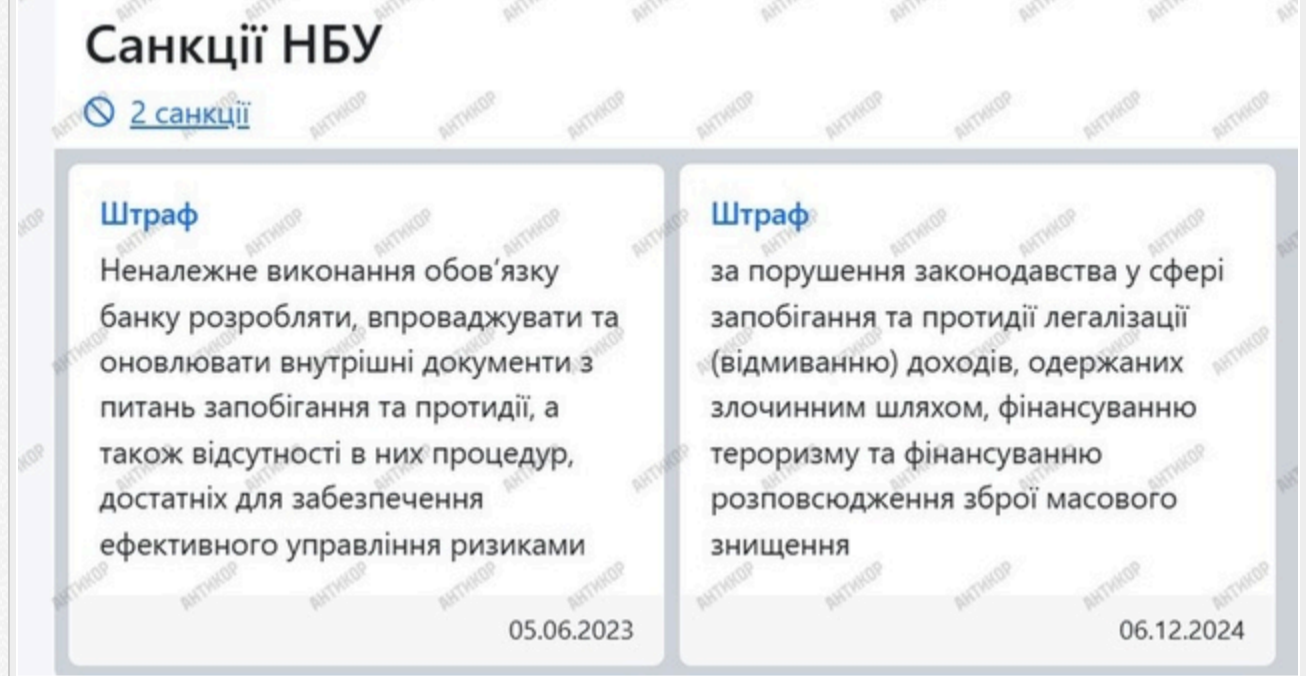 Санкції НБУ
2 санкції
Штраф
Неналежне виконання обов’язку
банку розробляти, впроваджувати та
оновлювати внутрішні документи з
питань запобігання та протидії, а
також відсутності в них процедур,
достатніх для забезпечення
ефективного управління ризиками
05.06.2023
Штраф
за порушення законодавства у сфері
запобігання та протидії легалізації
(відмиванню) доходів, одержаних
злочинним шляхом, фінансуванню
тероризму та фінансуванню
розповсюдження зброї масового
знищення
06.12.2024
АНТИКОР